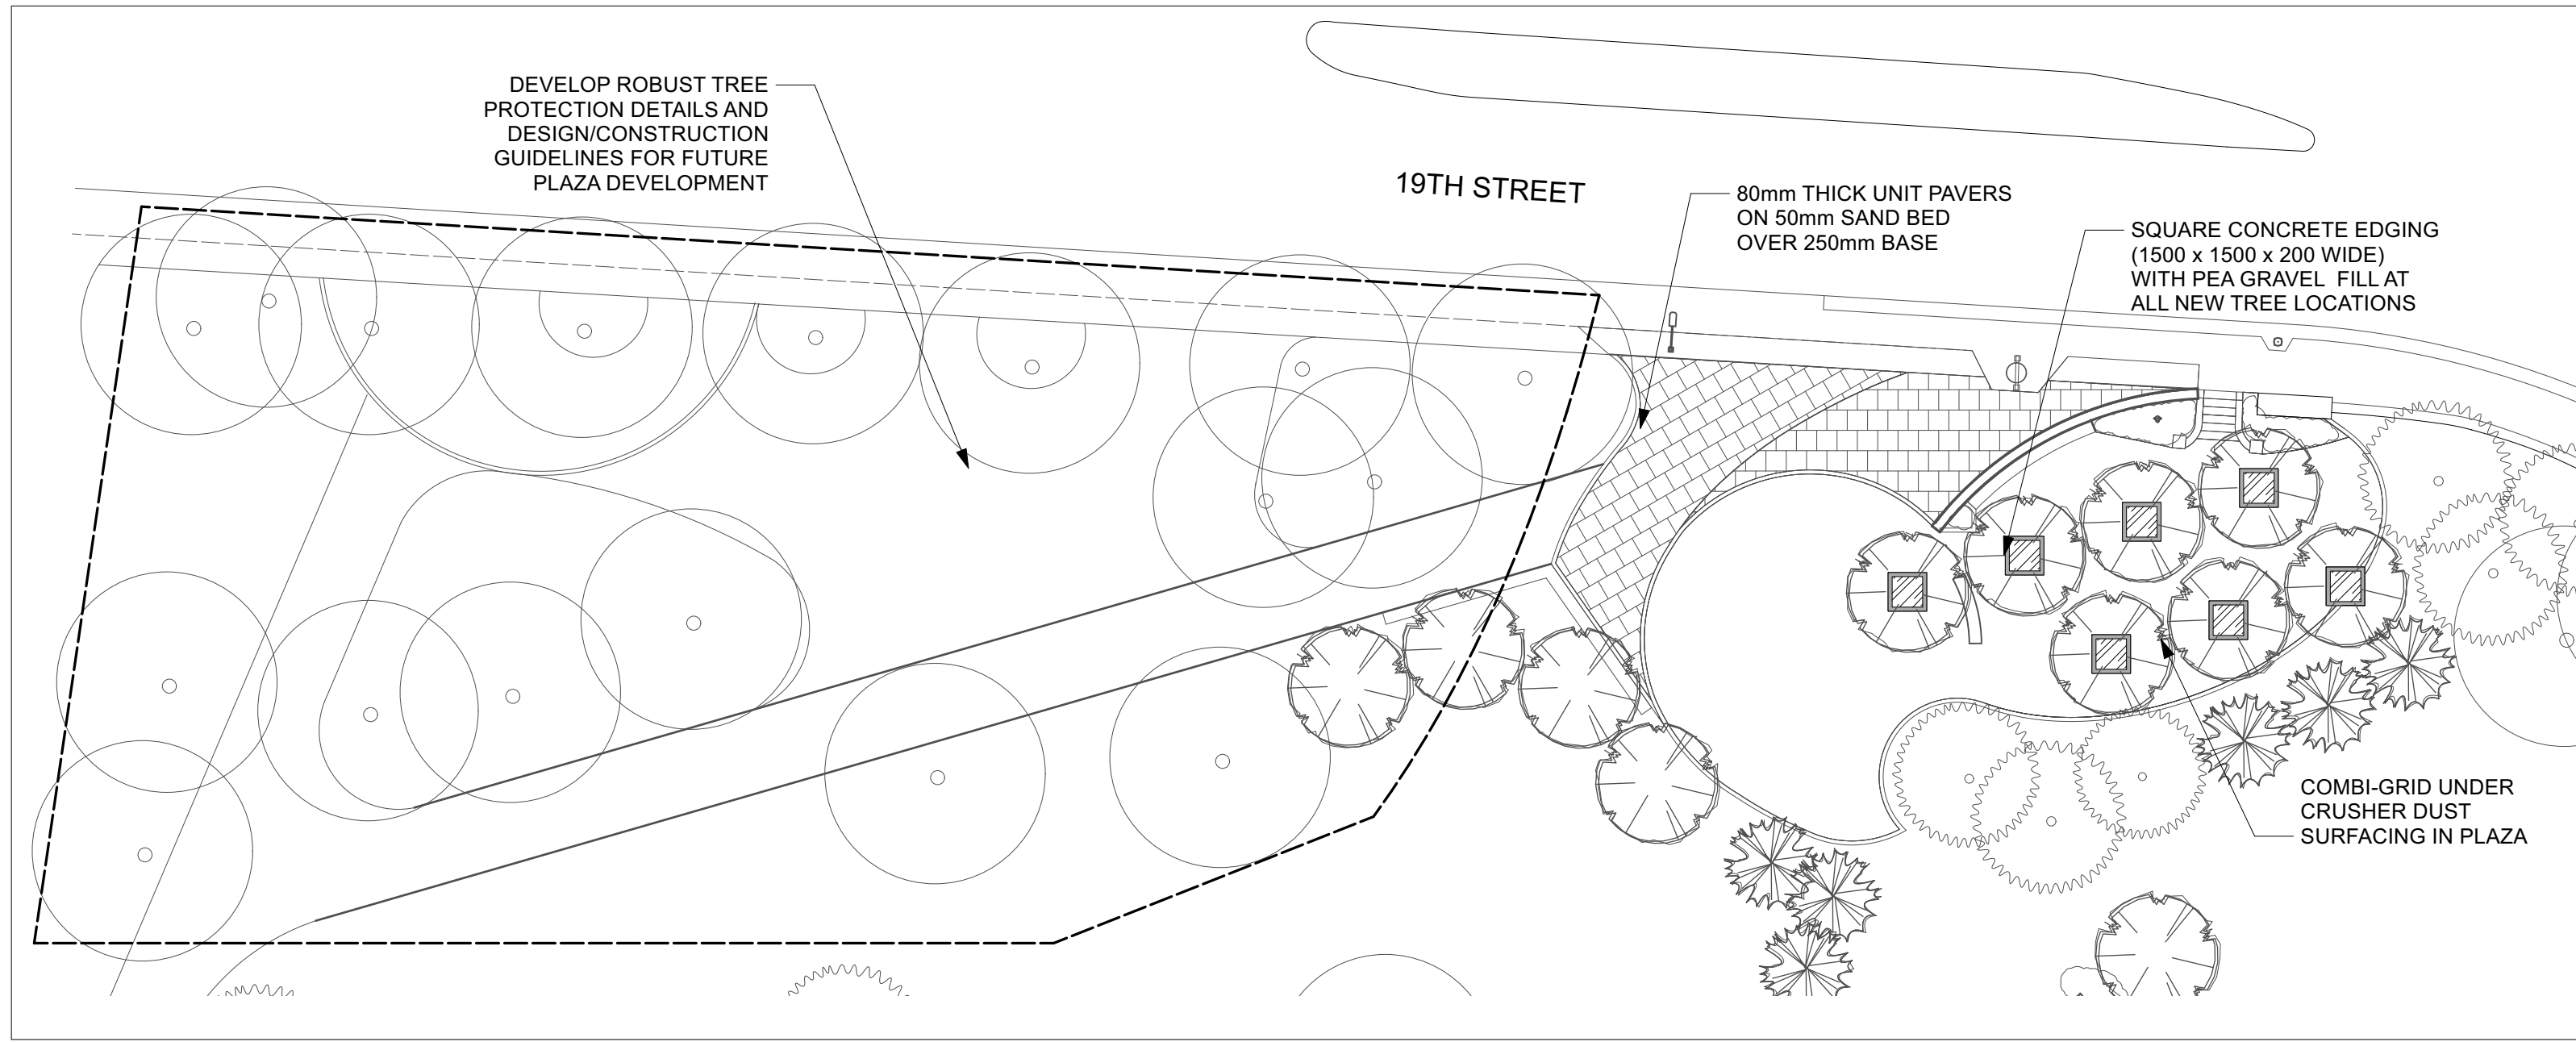 DEVELOP ROBUST TREE
PROTECTION DETAILS AND
DESIGN/CONSTRUCTION
GUIDELINES FOR FUTURE
PLAZA DEVELOPMENT
19TH STREET
80mm THICK UNIT PAVERS
ON 50mm SAND BED
OVER 250mm BASE
SQUARE CONCRETE EDGING
(1500 x 1500 x 200 WIDE)
WITH PEA GRAVEL FILL AT
ALL NEW TREE LOCATIONS
COMBI-GRID UNDER
CRUSHER DUST
SURFACING IN PLAZA